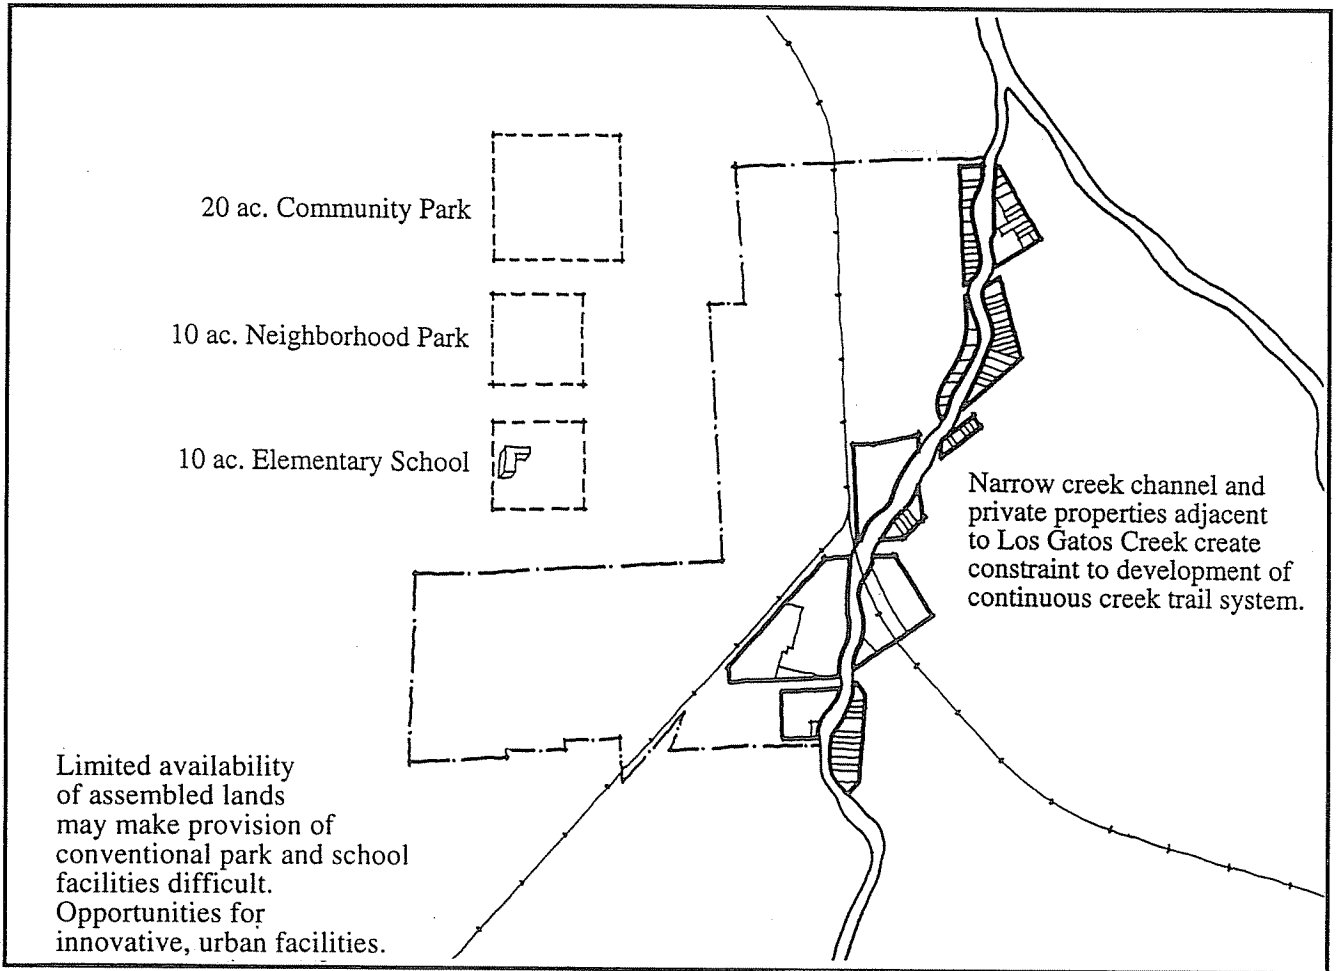 20 ac. Community Park
10 ac. Neighborhood Park
10 ac. Elementary School
Narrow creek channel and
private properties adjacent
to Los Gatos Creek create
constraint to development of
continuous creek trail system.
Limited availability
of assembled lands
may make provision of
conventional park and school
facilities difficult.
Opportunities for
innovative, urban facilities.